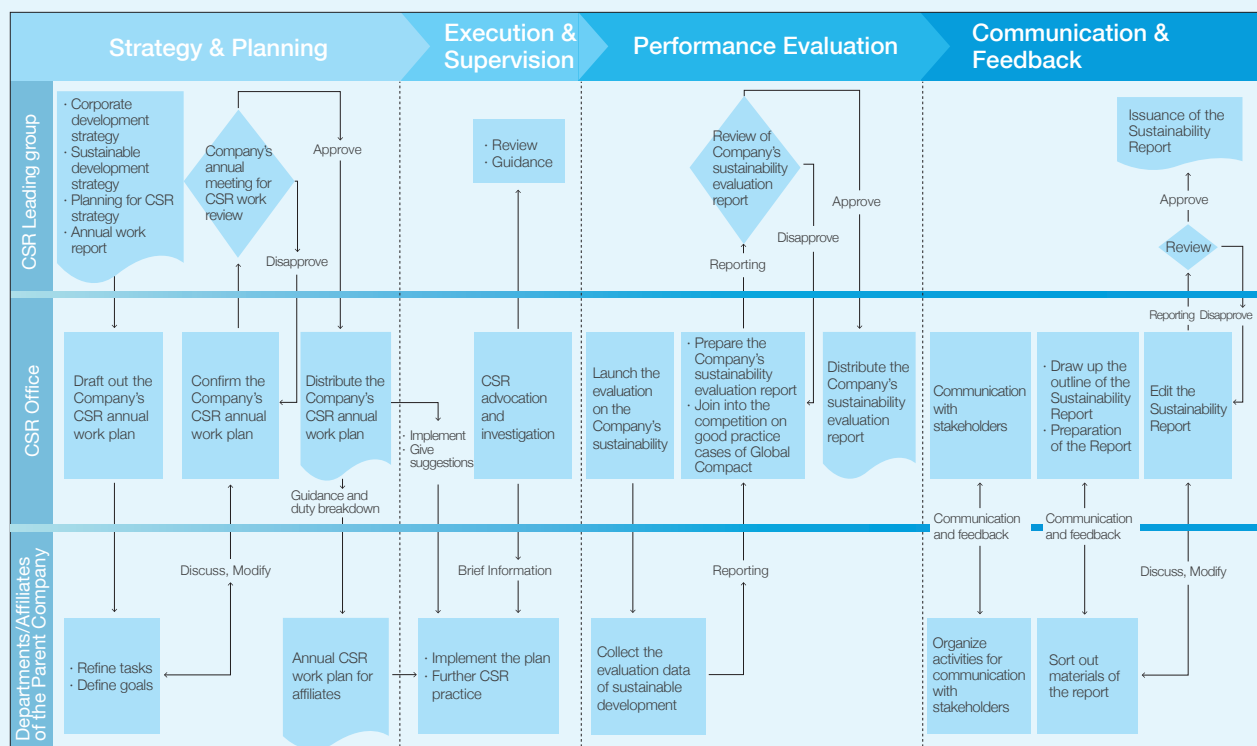 Strategy & Planning
Execution &
Supervision
Performance Evaluation
Communication &
Feedback
CSR Leading group
· Corporate
development
strategy
· Sustainable
development
strategy
· Planning for CSR
strategy
· Annual work
report
Company's
annual
meeting for
CSR work
review
Approve
Disapprove
· Review
· Guidance
Review of
Company's
sustainability
evaluation
report
Approve
Disapprove
Reporting
Issuance of the
Sustainability
Report
Approve
Review
Reporting
Disapprove
CSR Office
Draft out the
Company's
CSR annual
work plan
Confirm the
Company's
CSR annual
work plan
Distribute the
Company's
CSR annual
work plan
· Implement
Give
suggestions
Guidance and
duty breakdown
CSR
advocation
and
investigation
Launch the
evaluation
on the
Company's
sustainability
· Prepare the
Company's
sustainability
evaluation report
· Join into the
competition on
good practice
cases of Global
Compact
Distribute the
Company's
sustainability
evaluation
report
Communication
with
stakeholders
· Draw up the
outline of the
Sustainability
Report
· Preparation
of the Report
Edit the
Sustainability
Report
Departments/Affiliates
of the Parent Company
Discuss, Modify
Brief Information
Reporting
Communication
and feedback
Communication
and feedback
Discuss, Modify
· Refine tasks
· Define goals
Annual CSR
work plan for
affiliates
· Implement the plan
· Further CSR
practice
Collect the
evaluation data
of sustainable
development
Organize
activities for
communication
with
stakeholders
Sort out
materials of
the report